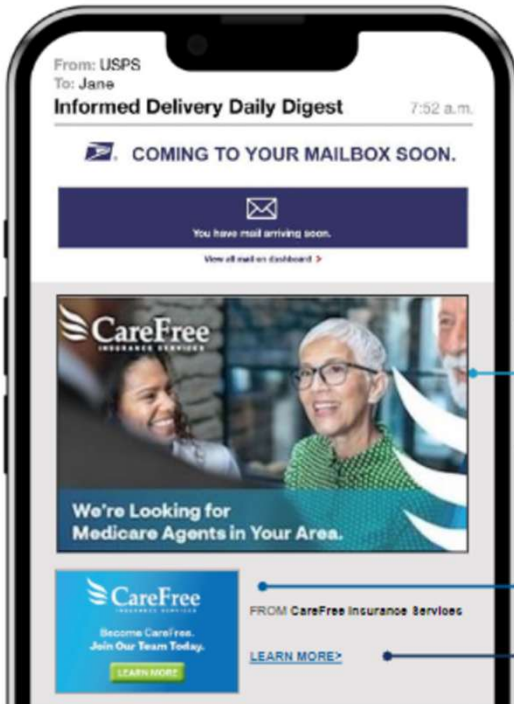 From: USPS
To: Jane
Informed Delivery Daily Digest
7:52 a.m.
COMING TO YOUR MAILBOX SOON.
You have mail arriving soon.
View all mail on dashboard >
CareFree
INSURANCE SERVICES
We're Looking for
Medicare Agents in Your Area.
CareFree
INSURANCE SERVICES
Become CareFree.
Join Our Team Today.
LEARN MORE
FROM CareFree Insurance Services
LEARN MORE>